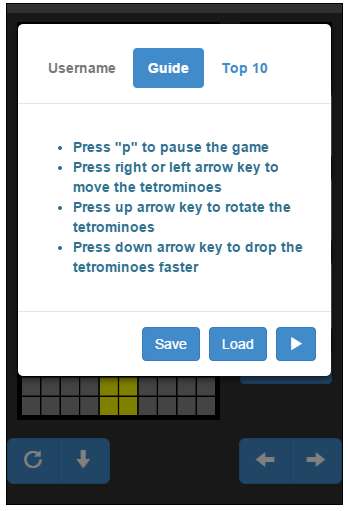 Username Guide Top 10
Press "p" to pause the game
Press right or left arrow key to
move the tetrominoes
Press up arrow key to rotate the
tetrominoes
Press down arrow key to drop the
tetrominoes faster
Save Load